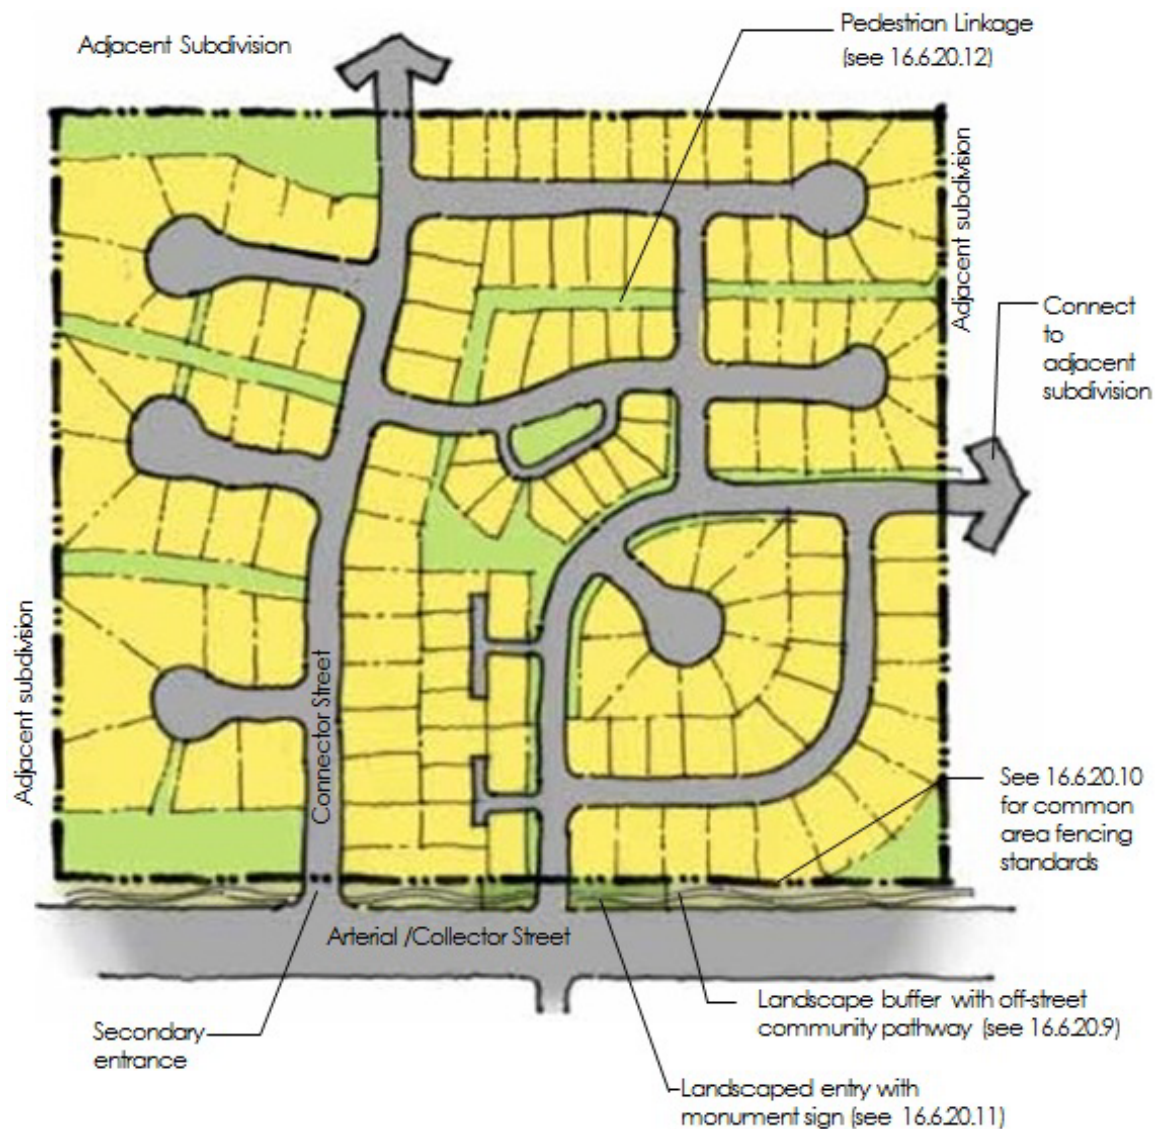 Adjacent Subdivision
Pedestrian Linkage
(see 16.6.20.12)
Adjacent subdivision
Connect
to
adjacent
subdivision
Adjacent subdivision
Connector Street
See 16.6.20.10
for common
area fencing
standards
Arterial /Collector Street
Secondary
entrance
Landscape buffer with off-street
community pathway (see 16.6.20.9)
Landscaped entry with
monument sign (see 16.6.20.11)